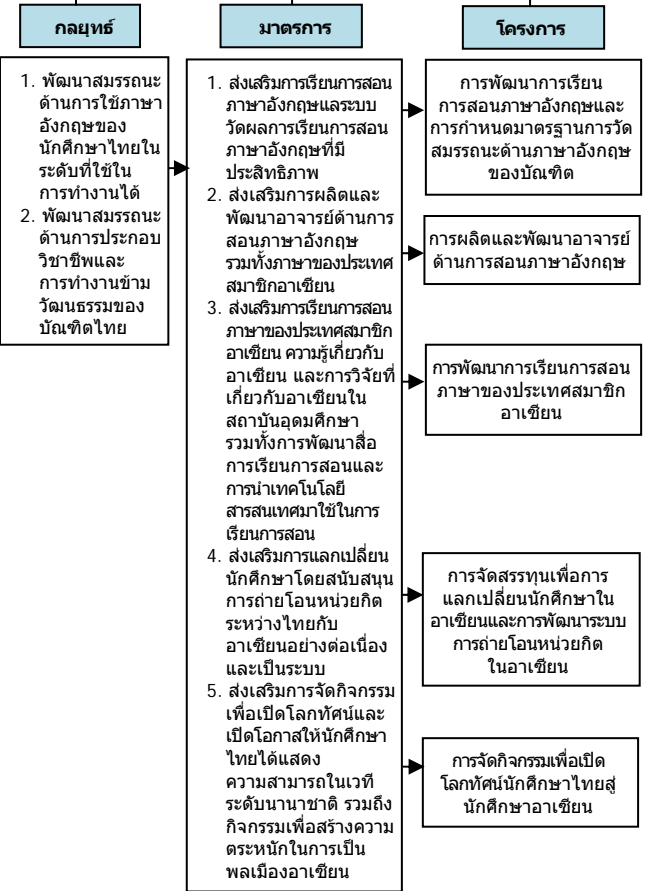 กลยุทธ์
มาตรการ
โครงการ
1. พัฒนาสมรรถนะ
ด้านการใช้ภาษา
อังกฤษของ
นักศึกษาไทยใน
ระดับที่ใช้ใน
การทำงานได้
2. พัฒนาสมรรถนะ
ด้านการประกอบ
วิชาชีพและ
การทำงานข้าม
วัฒนธรรมของ
บัณฑิตไทย
1. ส่งเสริมการเรียนการสอน
ภาษาอังกฤษแลระบบ
วัดผลการเรียนการสอน
ภาษาอังกฤษที่มี
ประสิทธิภาพ
2. ส่งเสริมการผลิตและ
พัฒนาอาจารย์ด้านการ
สอนภาษาอังกฤษ
รวมทั้งภาษาของประเทศ
สมาชิกอาเซียน
3. ส่งเสริมการเรียนการสอน
ภาษาของประเทศสมาชิก
อาเซียน ความรู้เกี่ยวกับ
อาเซียน และการวิจัยที่
เกี่ยวกับอาเซียนใน
สถาบันอุดมศึกษา
รวมทั้งการพัฒนาสื่อ
การเรียนการสอนและ
การนำเทคโนโลยี
สารสนเทศมาใช้ในการ
เรียนการสอน
4. ส่งเสริมการแลกเปลี่ยน
นักศึกษาโดยสนับสนุน
การถ่ายโอนหน่วยกิต
ระหว่างไทยกับ
อาเซียนอย่างต่อเนื่อง
และเป็นระบบ
5. ส่งเสริมการจัดกิจกรรม
เพื่อเปิดโลกทัศน์และ
เปิดโอกาสให้นักศึกษา
ไทยได้แสดง
ความสามารถในเวที
ระดับนานาชาติ รวมถึง
กิจกรรมเพื่อสร้างความ
ตระหนักในการเป็น
พลเมืองอาเซียน
การพัฒนาการเรียน
การสอนภาษาอังกฤษและ
การกำหนดมาตรฐานการวัด
สมรรถนะด้านภาษาอังกฤษ
ของบัณฑิต
การผลิตและพัฒนาอาจารย์
ด้านการสอนภาษาอังกฤษ
การพัฒนาการเรียนการสอน
ภาษาของประเทศสมาชิก
อาเซียน
การจัดสรรทุนเพื่อการ
แลกเปลี่ยนนักศึกษาใน
อาเซียนและการพัฒนาระบบ
การถ่ายโอนหน่วยกิต
ในอาเซียน
การจัดกิจกรรมเพื่อเปิด
โลกทัศน์นักศึกษาไทยสู่
นักศึกษาอาเซียน